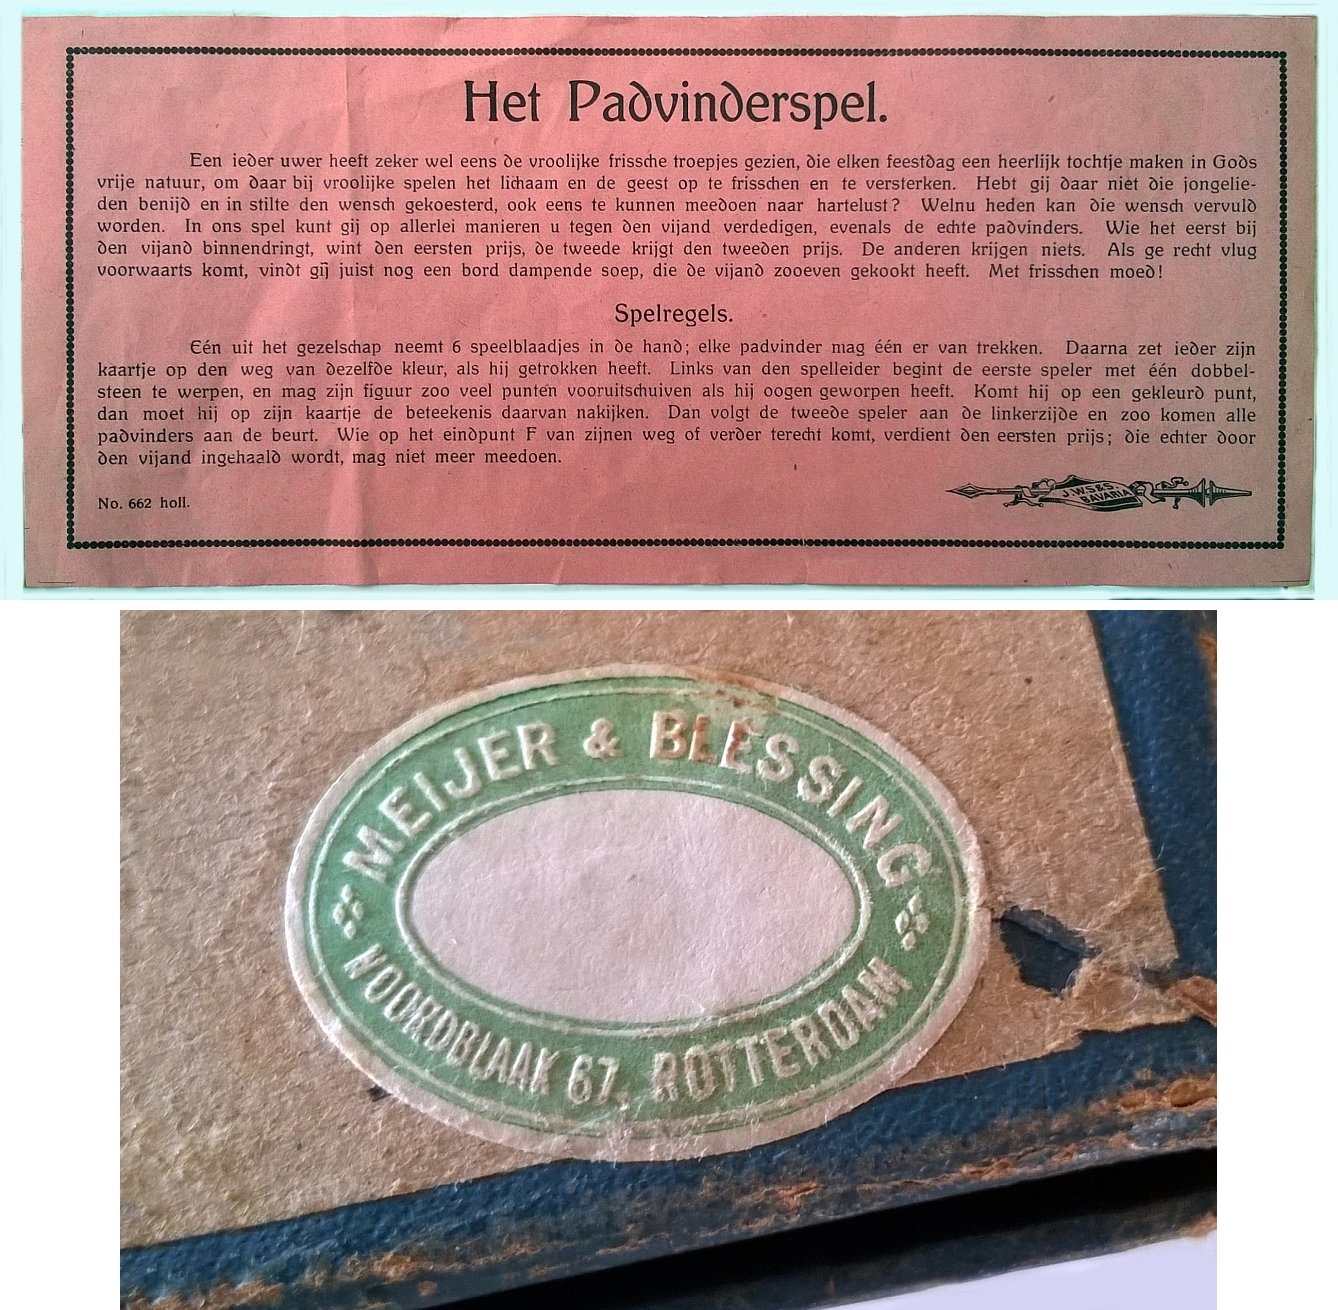 Het Padvinderspel.
Een ieder uwer heeft zeker wel eens de vroolijke frissche troepjes gezien, die elken feestdag een heerlijk tochtje maken in Gods
vrije natuur, om daar bij vroolijke spelen het lichaam en de geest op te frisschen en te versterken. Hebt gij daar niet die jongelie-
den benijd en in stilte den wensch gekoesterd, ook eens te kunnen meedoen naar hartelust? Welnu heden kan die wensch vervuld
worden. In ons spel kunt gij op allerlei manieren u tegen den vijand verdedigen, evenals de echte padvinders. Wie het eerst bij
den vijand binnendringt, wint den eersten prijs, de tweede krijgt den tweeden prijs. De anderen krijgen niets. Als ge recht vlug
voorwaarts komt, vindt gij juist nog een bord dampende soep, die de vijand zooeven gekookt heeft. Met frisschen moed!
Spelregels.
Eén uit het gezelschap neemt 6 speelblaadjes in de hand; elke padvinder mag één er van trekken. Daarna zet ieder zijn
kaartje op den weg van dezelfde kleur, als hij getrokken heeft. Links van den spelleider begint de eerste speler met één dobbel-
steen te werpen, en mag zijn figuur zoo veel punten vooruitschuiven als hij oogen geworpen heeft. Komt hij op een gekleurd punt,
dan moet hij op zijn kaartje de beteekenis daarvan nakijken. Dan volgt de tweede speler aan de linkerzijde en zoo komen alle
padvinders aan de beurt. Wie op het eindpunt F van zijnen weg of verder terecht komt, verdient den eersten prijs; die echter door
den vijand ingehaald wordt, mag niet meer meedoen.
No. 662 holl.
J.W.S&S.
BAVARIA
MEIJER & BLESSING
NOORDBLAAK 67, ROTTERDAM